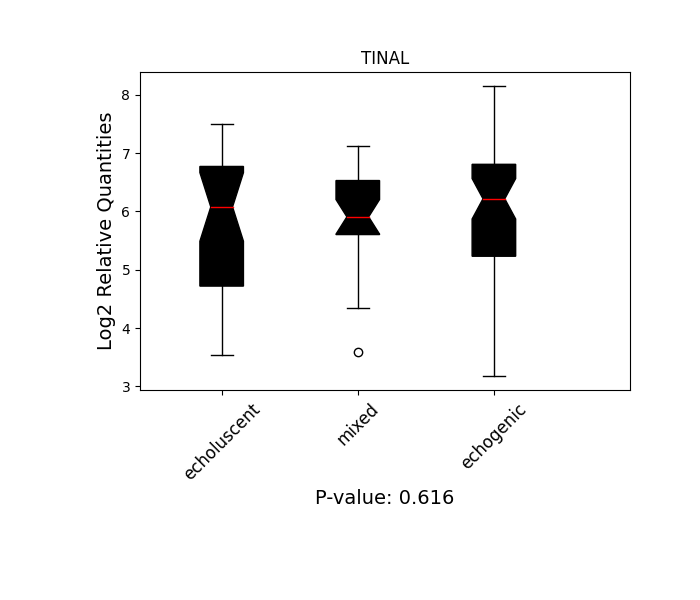 TINAL
Log2 Relative Quantities
8
7
6
5
4
3
echoluscent
mixed
echogenic
P-value: 0.616